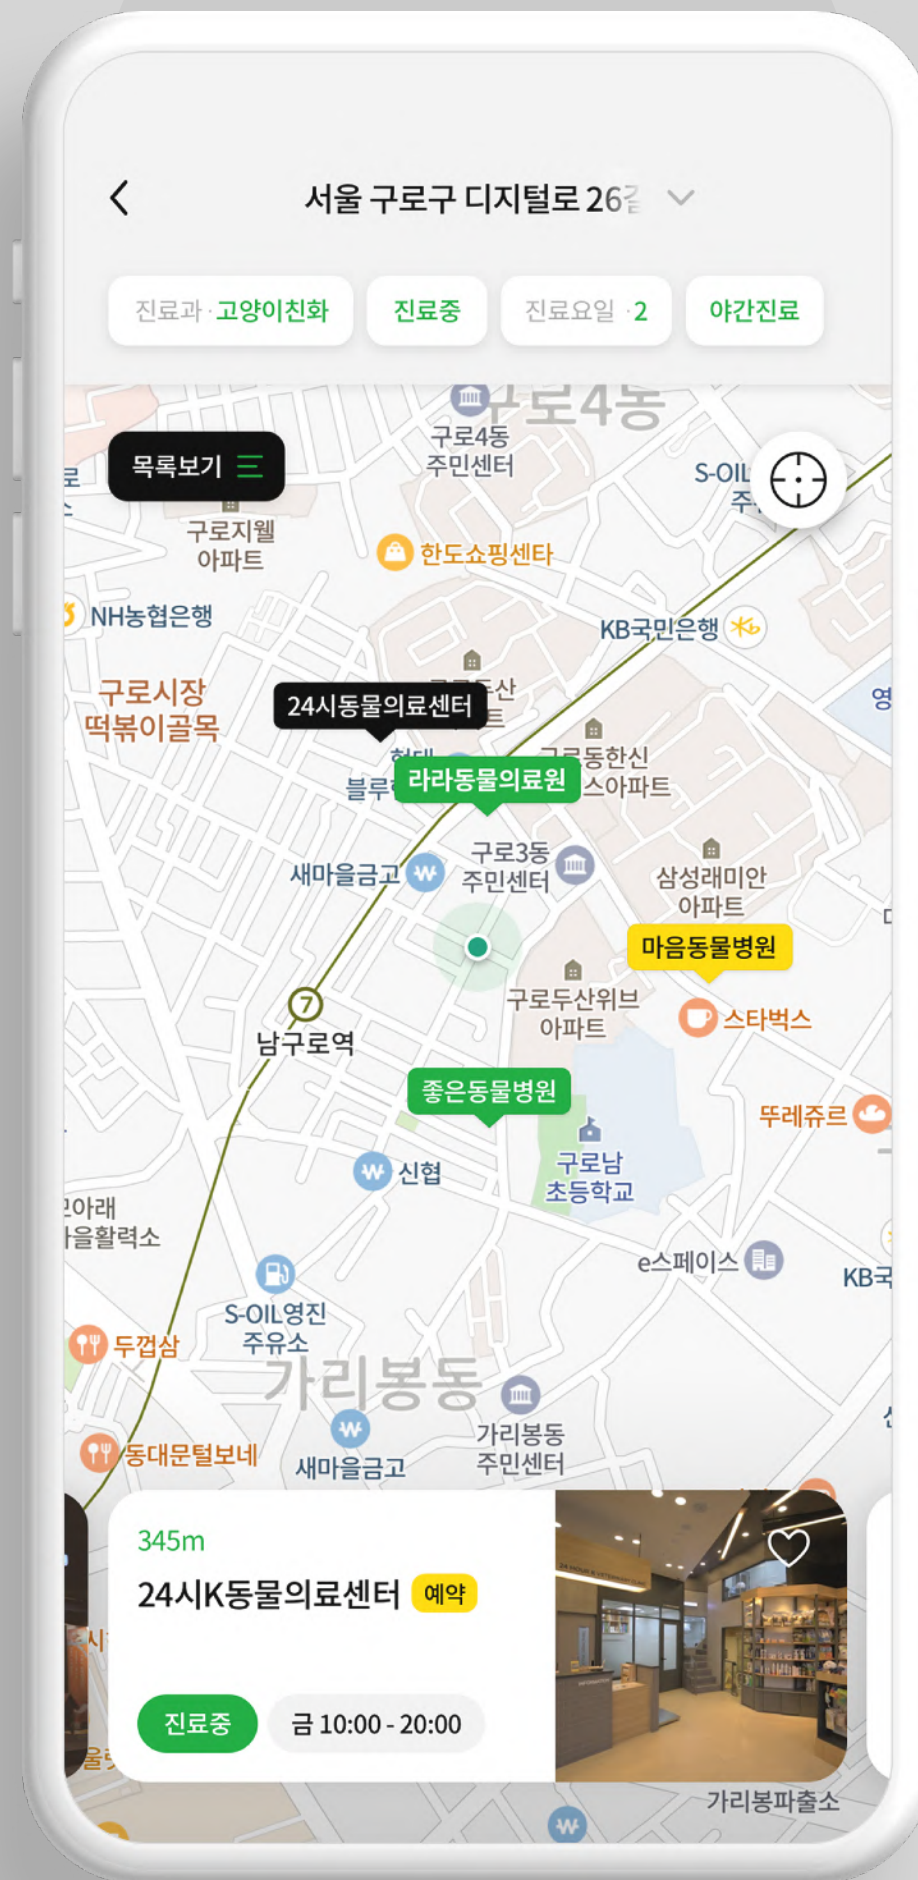 서울 구로구 디지털로 26길
진료과 · 고양이친화
진료중
진료요일 · 2
야간진료
구로4동
구로4동
주민센터
목록보기
S-OIL
구로지웰
아파트
한도쇼핑센타
NH농협은행
KB국민은행
구로시장
떡볶이골목
24시동물의료센터
라라동물의료원
구로3동
주민센터
새마을금고
삼성래미안
아파트
마음동물병원
구로두산위브
아파트
스타벅스
7
남구로역
좋은동물병원
뚜레쥬르
구로남
초등학교
신협
e스페이스
S-OIL영진
주유소
두껍삼
가리봉동
가리봉동
주민센터
동대문털보네
새마을금고
345m
24시K동물의료센터 예약
진료중
금 10:00 - 20:00
가리봉파출소